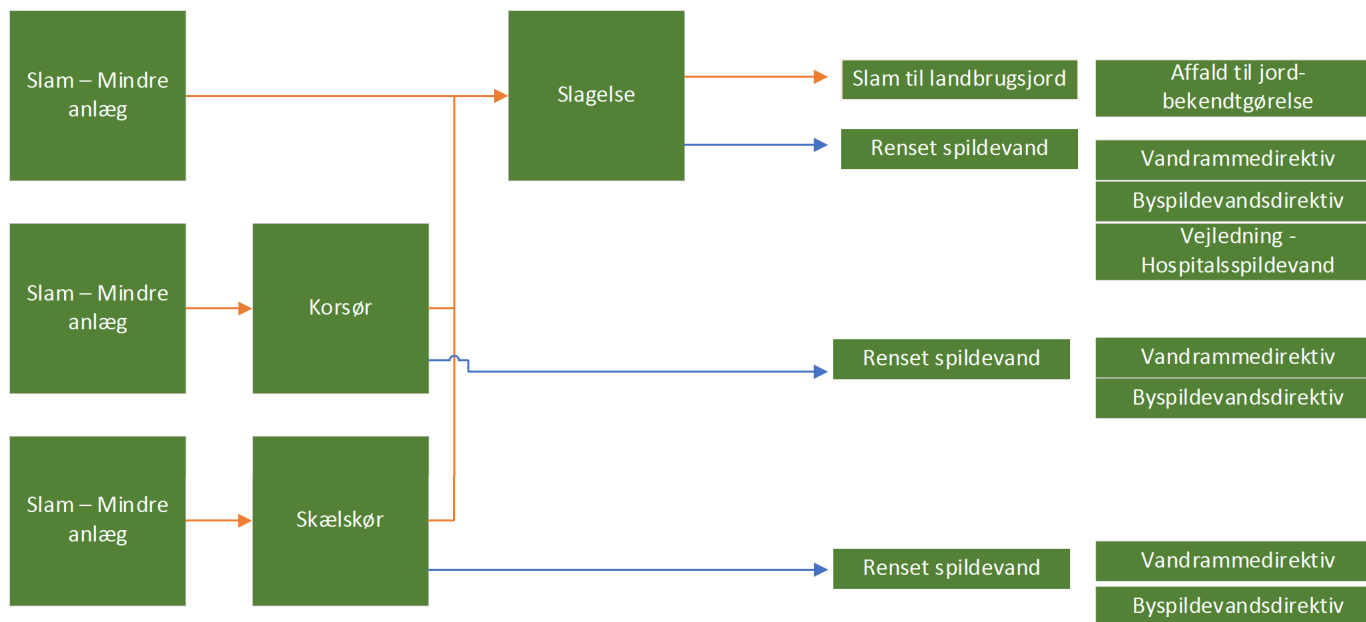 Slam – Mindre
anlæg
Slagelse
Slam til landbrugsjord
Affald til jord-
bekendtgørelse
Renset spildevand
Vandrammedirektiv
Byspildevandsdirektiv
Vejledning -
Hospitalsspildevand
Slam – Mindre
anlæg
Korsør
Renset spildevand
Vandrammedirektiv
Byspildevandsdirektiv
Slam – Mindre
anlæg
Skælskør
Renset spildevand
Vandrammedirektiv
Byspildevandsdirektiv